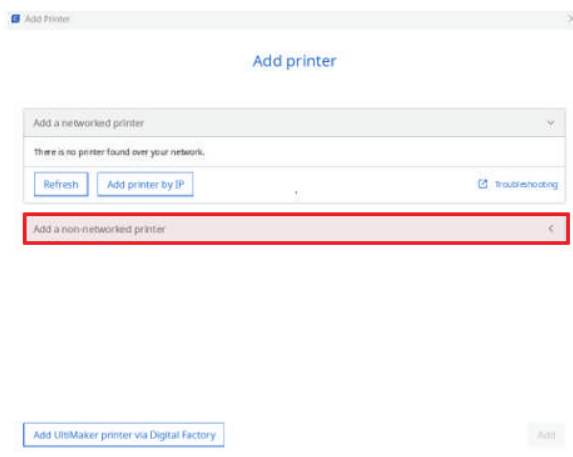 Add Printer
Add printer
Add a networked printer
There is no printer found over your network.
Refresh
Add printer by IP
Troubleshooting
Add a non-networked printer
Add UltiMaker printer via Digital Factory
Add